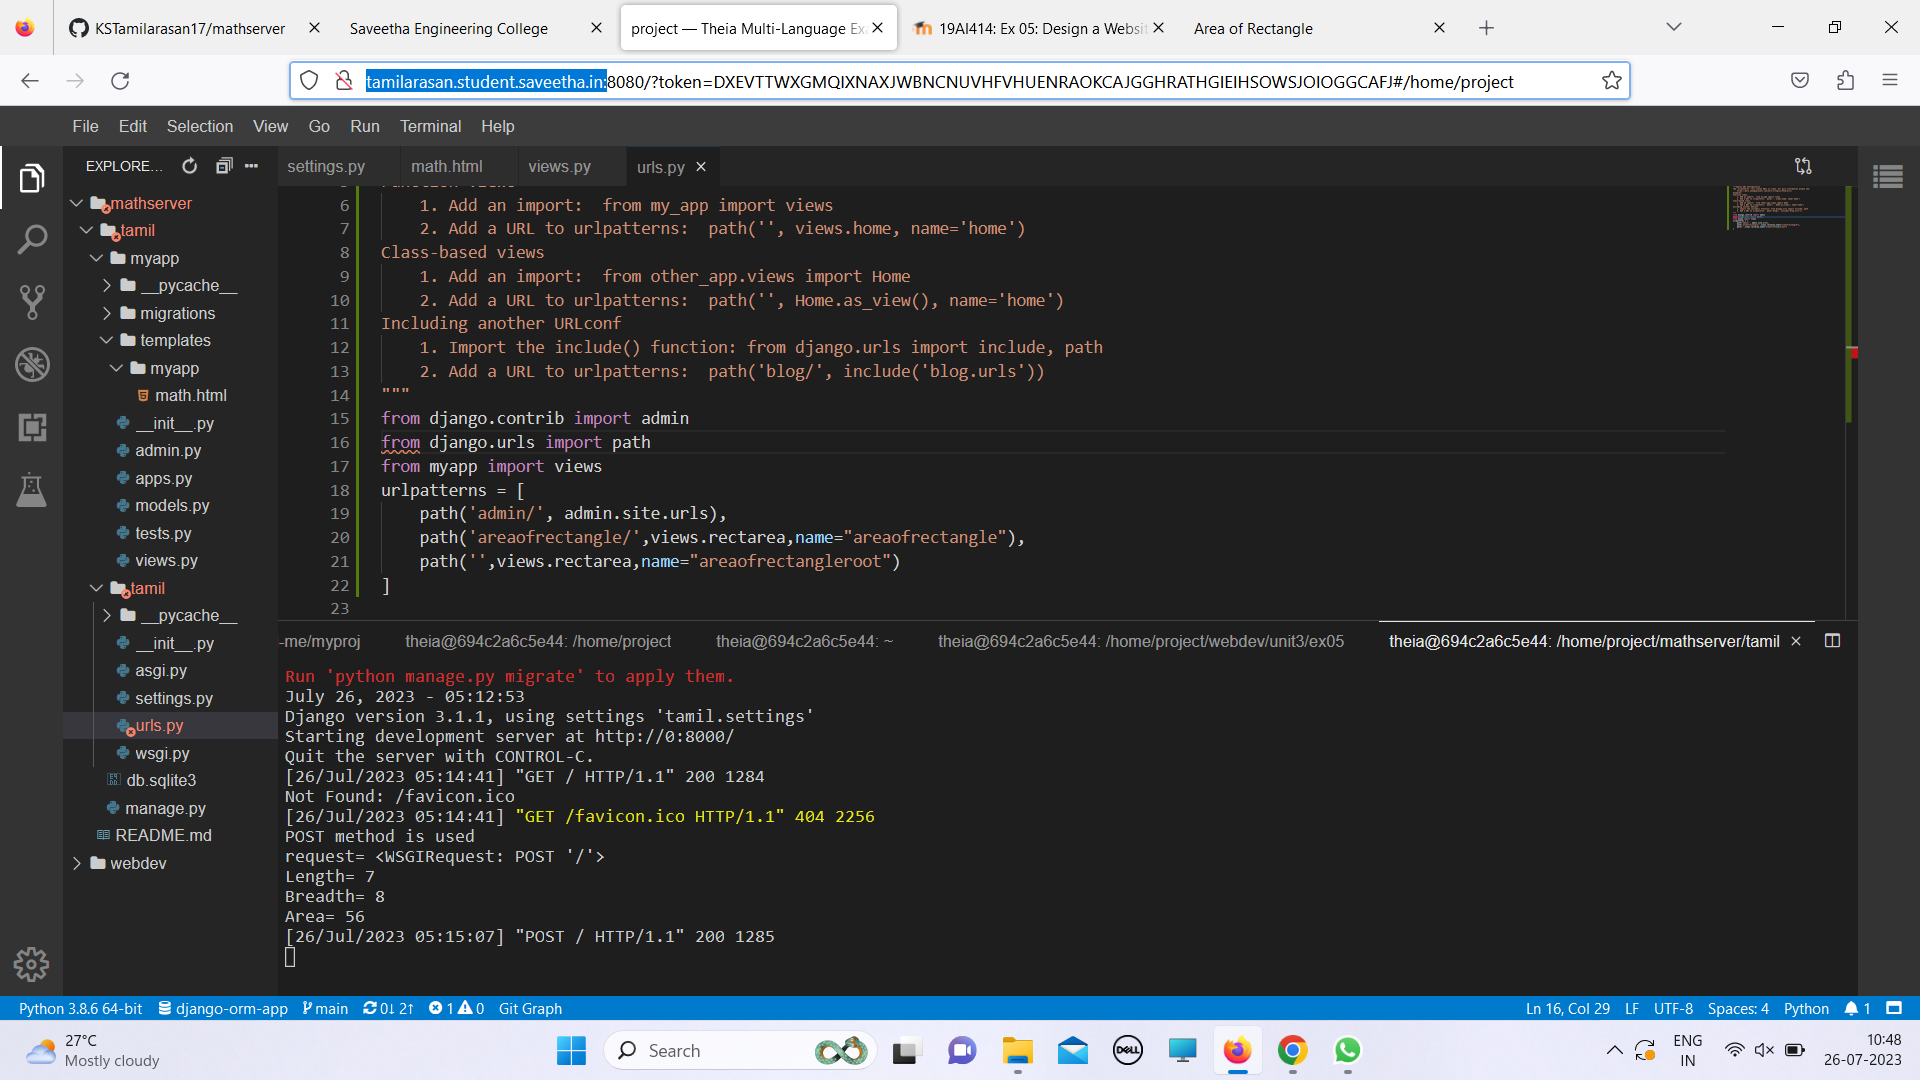 KSTamilarasan17/mathserver
Saveetha Engineering College
project — Theia Multi-Language Ex
19AI414: Ex 05: Design a Websit
Area of Rectangle
tamilarasan.student.saveetha.in:8080/?token=DXEVTTWXGMQIXNAXJWBNCNUVHFVHUENRAOKCAJGGHRATHGIEIHSOWSJOIOGGCAFJ#/home/project
File Edit Selection View Go Run Terminal Help
EXPLORE...
settings.py math.html views.py urls.py
mathserver
tamil
myapp
__pycache__
migrations
templates
myapp
math.html
__init__.py
admin.py
apps.py
models.py
tests.py
views.py
tamil
__pycache__
__init__.py
asgi.py
settings.py
urls.py
wsgi.py
db.sqlite3
manage.py
README.md
webdev
6 1. Add an import:  from my_app import views
7 2. Add a URL to urlpatterns:  path('', views.home, name='home')
8 Class-based views
9 1. Add an import:  from other_app.views import Home
10 2. Add a URL to urlpatterns:  path('', Home.as_view(), name='home')
11 Including another URLconf
12 1. Import the include() function: from django.urls import include, path
13 2. Add a URL to urlpatterns:  path('blog/', include('blog.urls'))
14 """
15 from django.contrib import admin
16 from django.urls import path
17 from myapp import views
18 urlpatterns = [
19 path('admin/', admin.site.urls),
20 path('areaofrectangle/',views.rectarea,name="areaofrectangle"),
21 path('',views.rectarea,name="areaofrectangleroot")
22 ]
23
-me/myproj
theia@694c2a6c5e44: /home/project
theia@694c2a6c5e44: ~
theia@694c2a6c5e44: /home/project/webdev/unit3/ex05
theia@694c2a6c5e44: /home/project/mathserver/tamil
Run 'python manage.py migrate' to apply them.
July 26, 2023 - 05:12:53
Django version 3.1.1, using settings 'tamil.settings'
Starting development server at http://0:8000/
Quit the server with CONTROL-C.
[26/Jul/2023 05:14:41] "GET / HTTP/1.1" 200 1284
Not Found: /favicon.ico
[26/Jul/2023 05:14:41] "GET /favicon.ico HTTP/1.1" 404 2256
POST method is used
request= <WSGIRequest: POST '/'>
Length= 7
Breadth= 8
Area= 56
[26/Jul/2023 05:15:07] "POST / HTTP/1.1" 200 1285
Python 3.8.6 64-bit django-orm-app main 0↓ 2↑ 1 0 Git Graph
Ln 16, Col 29 LF UTF-8 Spaces: 4 Python 1
27°C
Mostly cloudy
Search
DELL
ENG
IN
10:48
26-07-2023